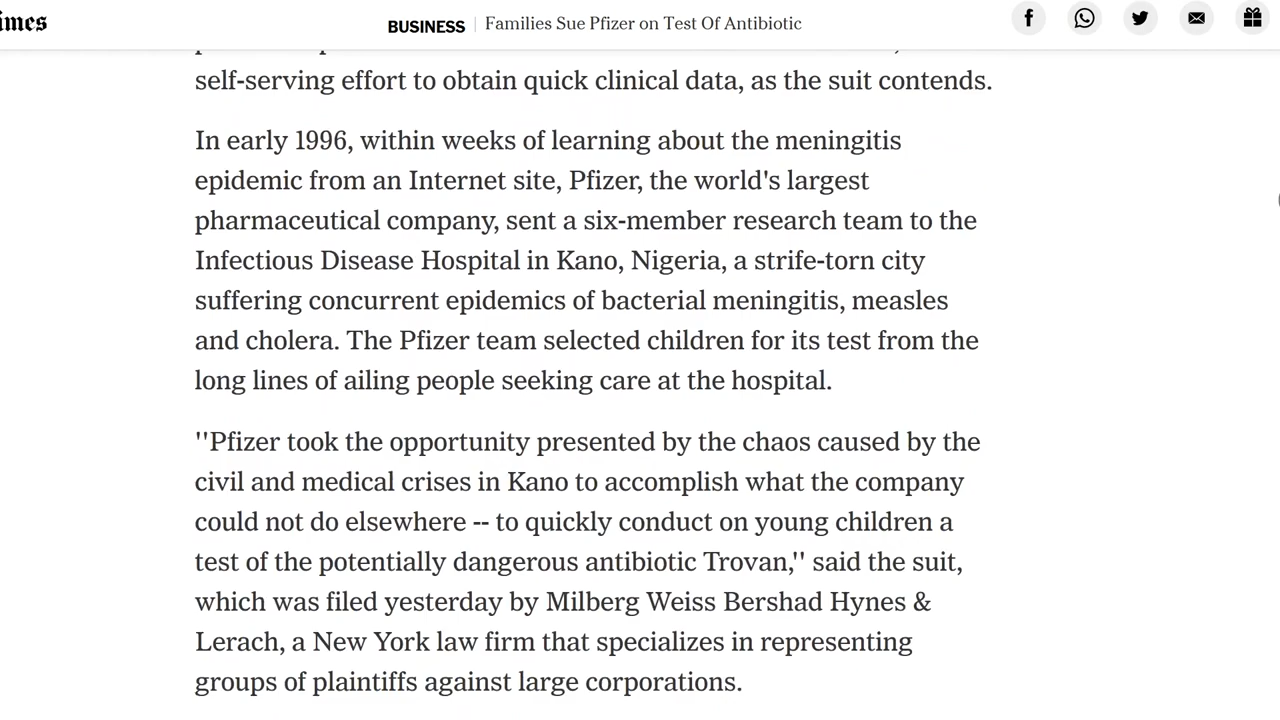 imes
BUSINESS Families Sue Pfizer on Test Of Antibiotic
self-serving effort to obtain quick clinical data, as the suit contends.
In early 1996, within weeks of learning about the meningitis
epidemic from an Internet site, Pfizer, the world's largest
pharmaceutical company, sent a six-member research team to the
Infectious Disease Hospital in Kano, Nigeria, a strife-torn city
suffering concurrent epidemics of bacterial meningitis, measles
and cholera. The Pfizer team selected children for its test from the
long lines of ailing people seeking care at the hospital.
''Pfizer took the opportunity presented by the chaos caused by the
civil and medical crises in Kano to accomplish what the company
could not do elsewhere -- to quickly conduct on young children a
test of the potentially dangerous antibiotic Trovan,'' said the suit,
which was filed yesterday by Milberg Weiss Bershad Hynes &
Lerach, a New York law firm that specializes in representing
groups of plaintiffs against large corporations.